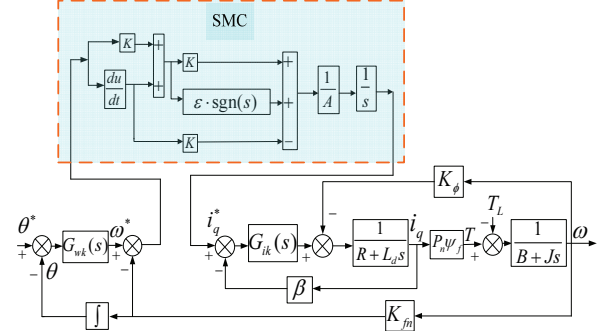 SMC
K
+
+
K
du/dt
ε·sgn(s)
+
+
−
1/A
1/s
K
K_ϕ
θ* + − θ
G_wk(s)
ω* + −
i_q* + −
G_ik(s)
+ −
1/(R+L_d s)
i_q
P_n ψ_f
T +
T_L −
1/(B+Js)
ω
β
∫
K_fn